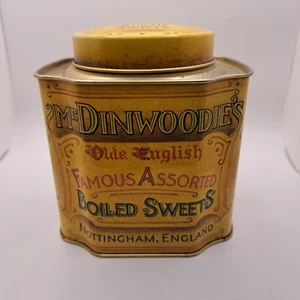 Mr DINWOODIE'S
Olde English
FAMOUS ASSORTED
BOILED SWEETS
NOTTINGHAM, ENGLAND